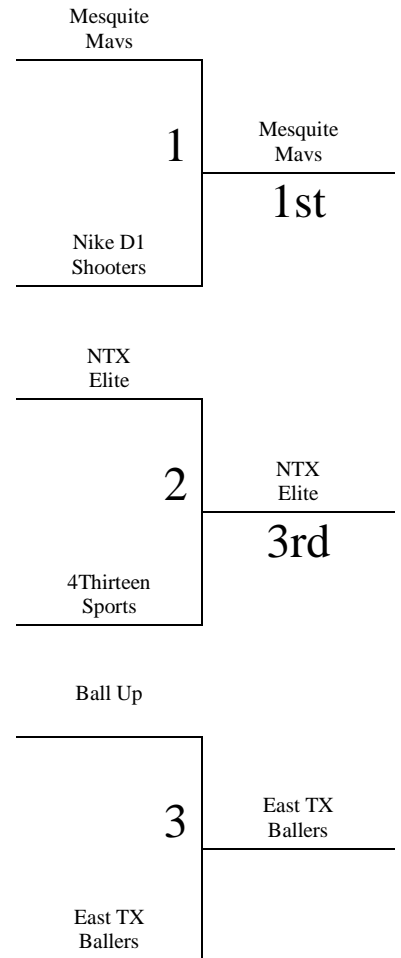 Mesquite
Mavs
1
Mesquite
Mavs
1st
Nike D1
Shooters
NTX
Elite
2
NTX
Elite
3rd
4Thirteen
Sports
Ball Up
3
East TX
Ballers
East TX
Ballers